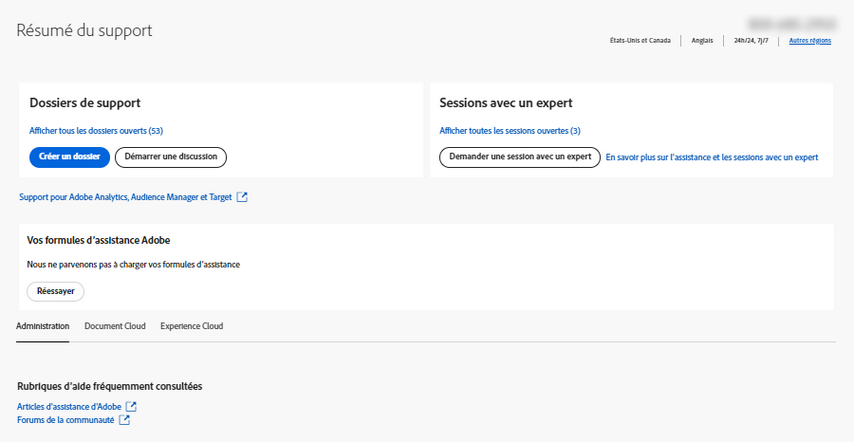 Résumé du support
États-Unis et Canada | Anglais | 24h/24, 7j/7 | Autres régions
Dossiers de support
Afficher tous les dossiers ouverts (53)
Créer un dossier
Démarrer une discussion
Sessions avec un expert
Afficher toutes les sessions ouvertes (3)
Demander une session avec un expert
En savoir plus sur l'assistance et les sessions avec un expert
Support pour Adobe Analytics, Audience Manager et Target
Vos formules d'assistance Adobe
Nous ne parvenons pas à charger vos formules d'assistance
Réessayer
Administration
Document Cloud
Experience Cloud
Rubriques d'aide fréquemment consultées
Articles d'assistance d'Adobe
Forums de la communauté